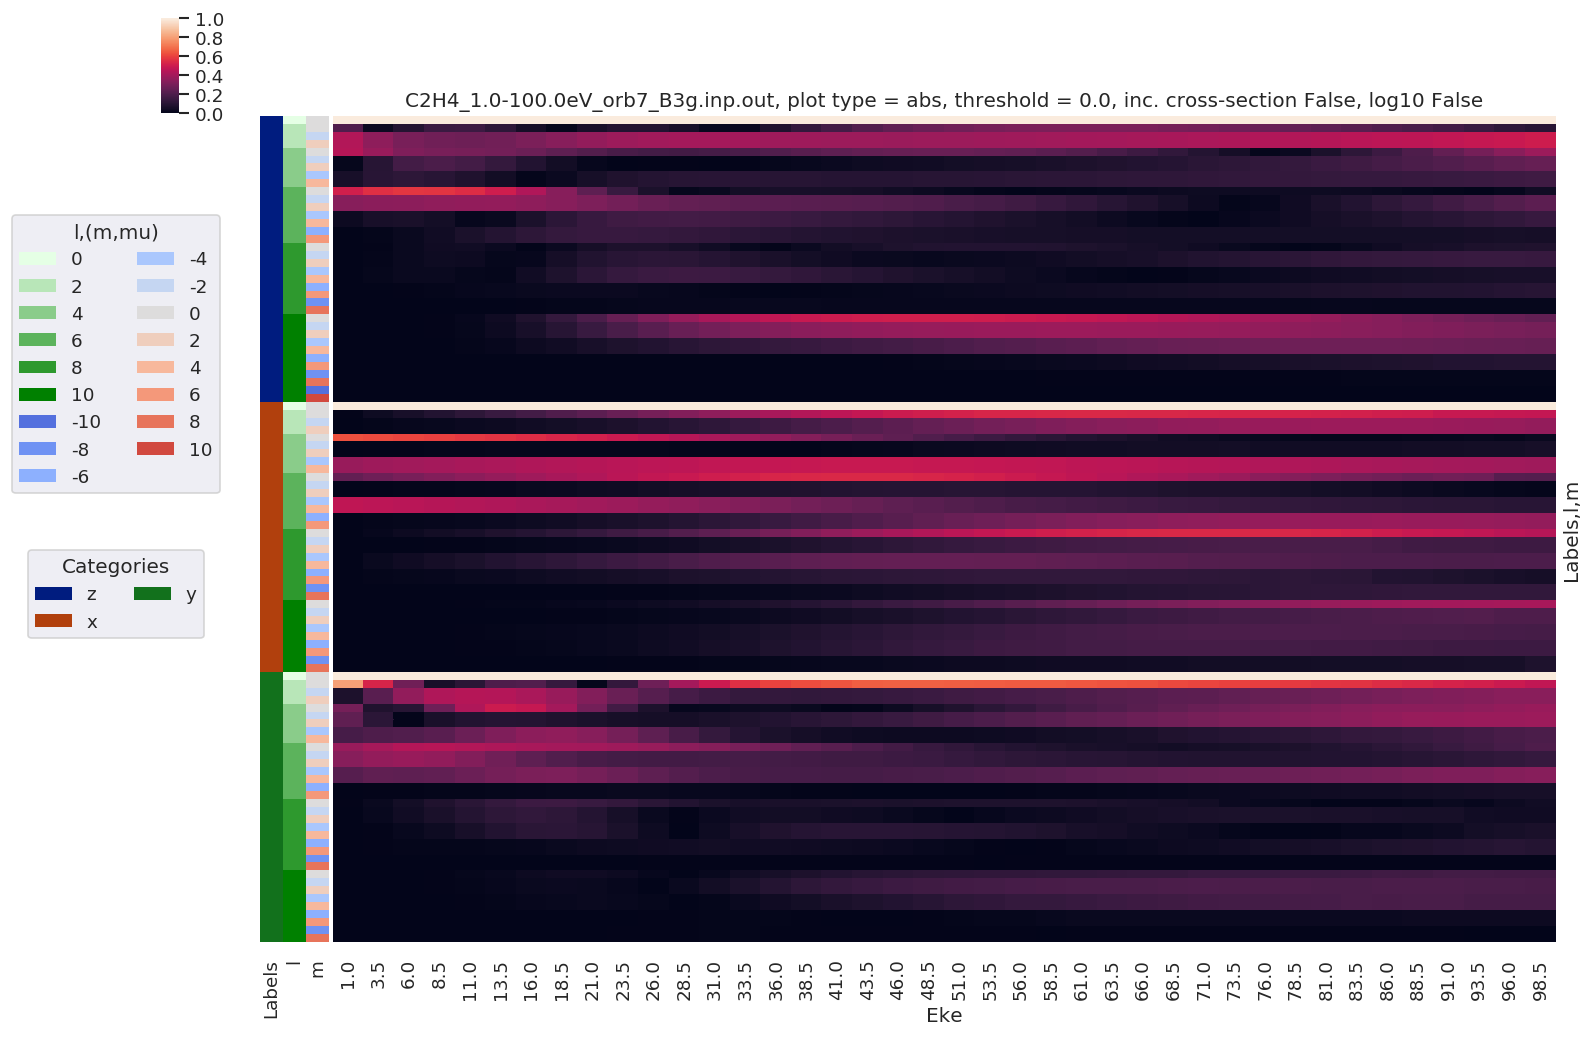 1.0
0.8
0.6
0.4
0.2
0.0
C2H4_1.0-100.0eV_orb7_B3g.inp.out, plot type = abs, threshold = 0.0, inc. cross-section False, log10 False
l,(m,mu)
0 -4
2 -2
4 0
6 2
8 4
10 6
-10 8
-8 10
-6
Categories
z y
x
Labels,l,m
Labels l m 1.0 3.5 6.0 8.5 11.0 13.5 16.0 18.5 21.0 23.5 26.0 28.5 31.0 33.5 36.0 38.5 41.0 43.5 46.0 48.5 51.0 53.5 56.0 58.5 61.0 63.5 66.0 68.5 71.0 73.5 76.0 78.5 81.0 83.5 86.0 88.5 91.0 93.5 96.0 98.5
Eke